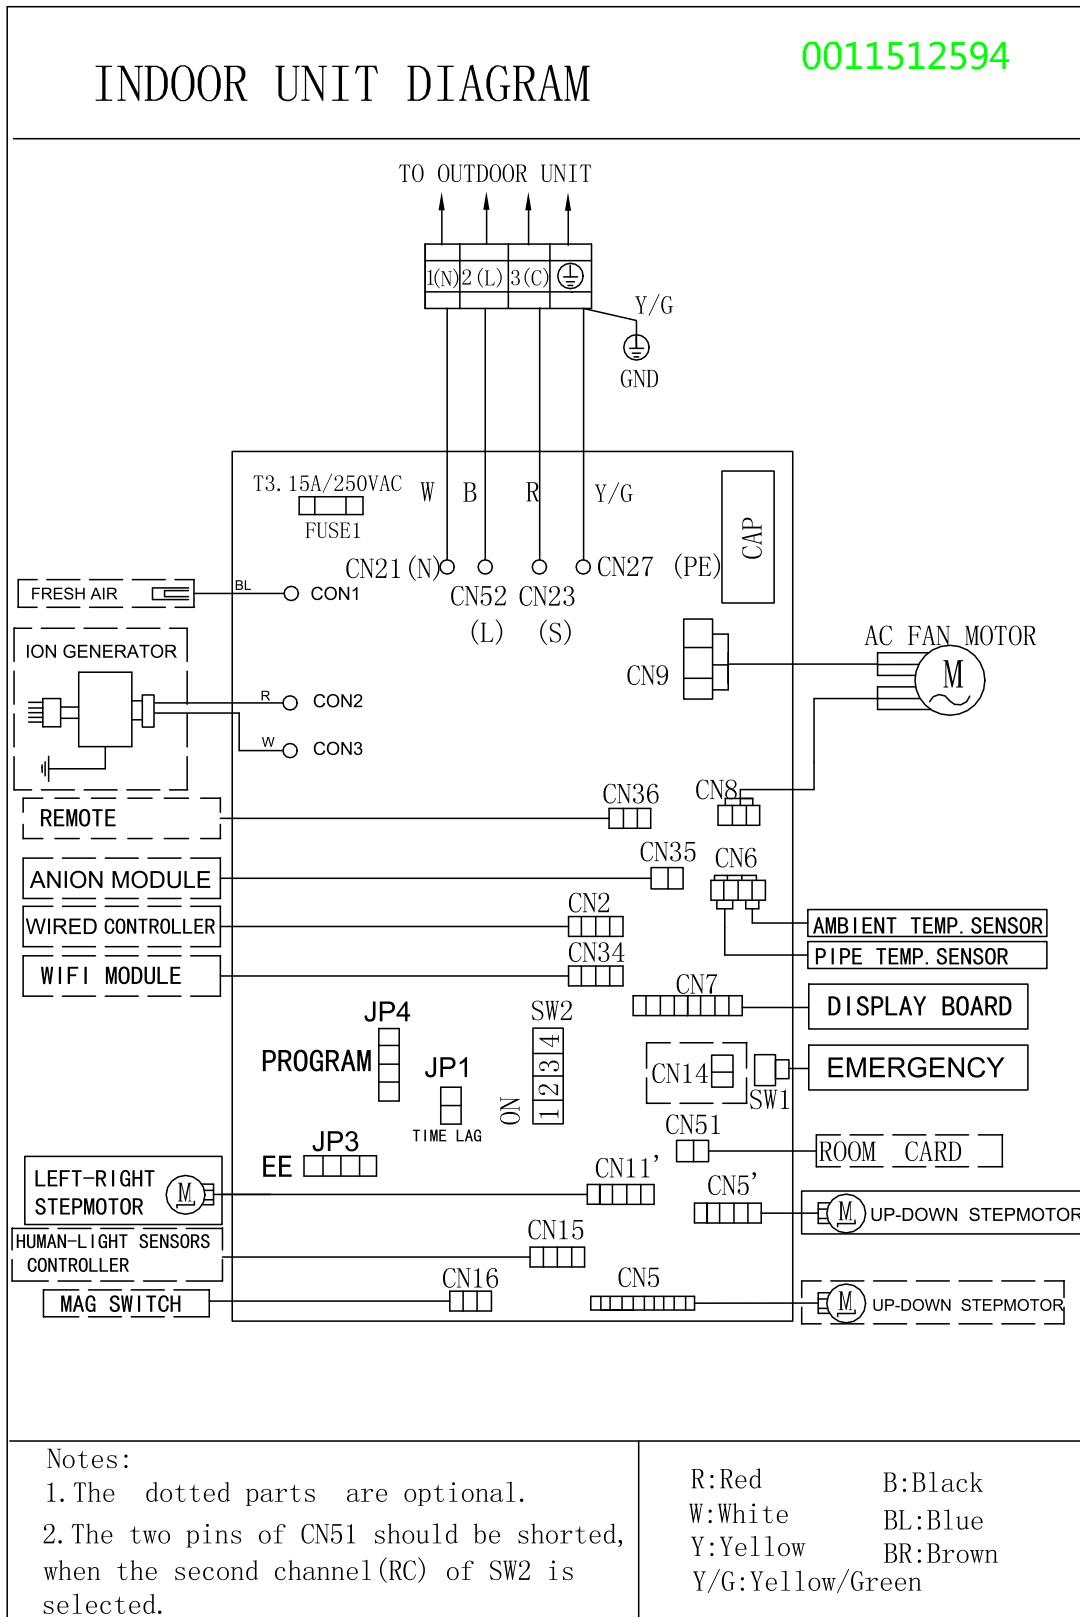 0011512594
INDOOR UNIT DIAGRAM
TO OUTDOOR UNIT
1(N) 2(L) 3(C)
Y/G
GND
T3.15A/250VAC
FUSE1
W B R Y/G
CAP
CN21(N)
CN27 (PE)
CN52 CN23
(L) (S)
FRESH AIR
BL
CON1
ION GENERATOR
R
CON2
W
CON3
CN9
AC FAN MOTOR
M
REMOTE
CN36
CN8
ANION MODULE
CN35
CN6
WIRED CONTROLLER
CN2
AMBIENT TEMP.SENSOR
WIFI MODULE
CN34
PIPE TEMP.SENSOR
CN7
DISPLAY BOARD
JP4
PROGRAM
JP1
TIME LAG
SW2
ON
1 2 3 4
CN14
SW1
EMERGENCY
CN51
ROOM CARD
JP3
EE
LEFT-RIGHT
STEPMOTOR
M
CN11'
CN5'
M
UP-DOWN STEPMOTOR
HUMAN-LIGHT SENSORS
CONTROLLER
CN15
MAG SWITCH
CN16
CN5
M
UP-DOWN STEPMOTOR
Notes:
1.The dotted parts are optional.
2.The two pins of CN51 should be shorted,
when the second channel(RC) of SW2 is
selected.
R:Red B:Black
W:White BL:Blue
Y:Yellow BR:Brown
Y/G:Yellow/Green